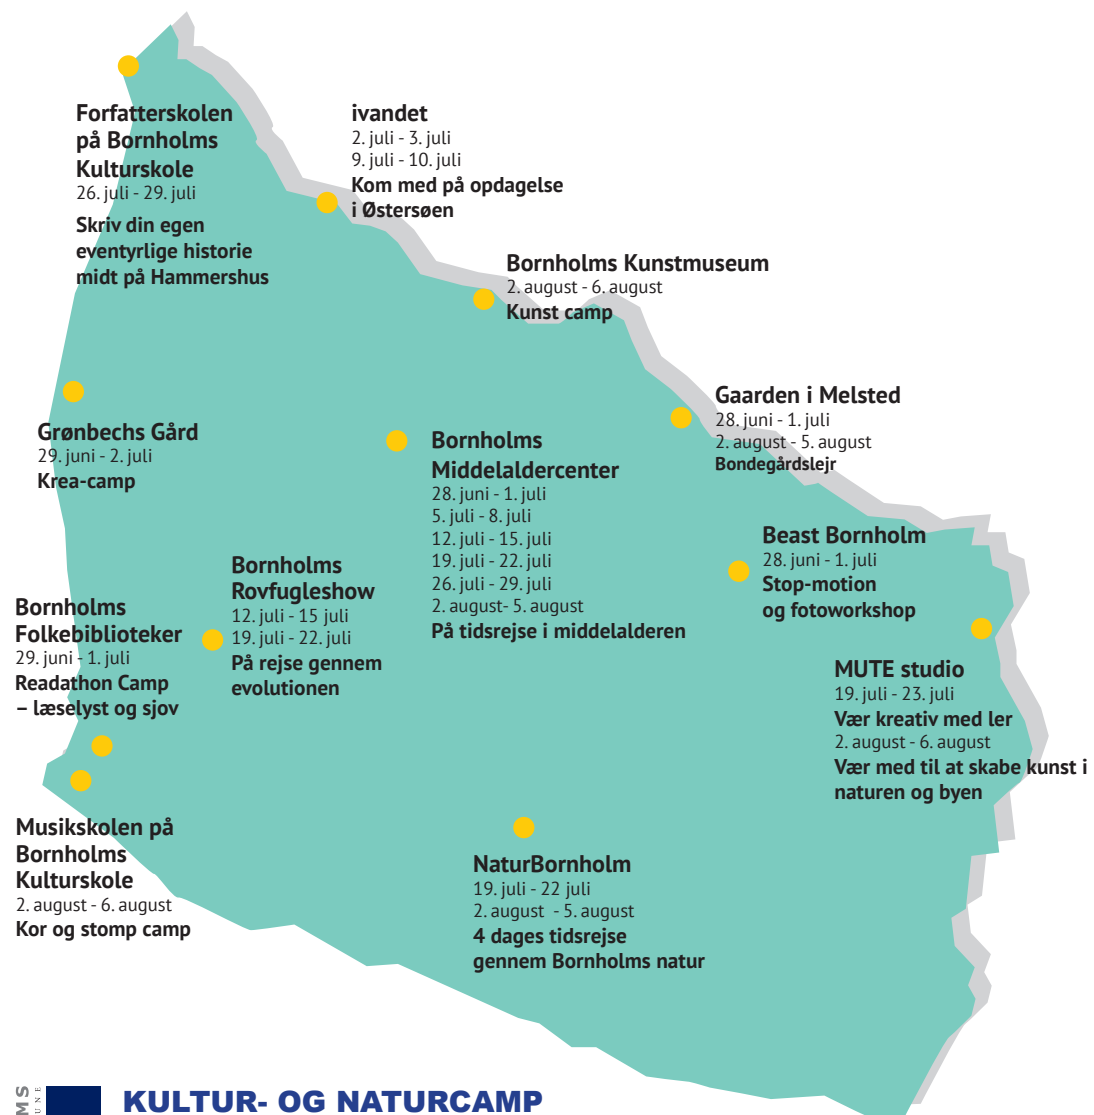 Forfatterskolen
på Bornholms
Kulturskole
26. juli - 29. juli
Skriv din egen
eventyrlige historie
midt på Hammershus
ivandet
2. juli - 3. juli
9. juli - 10. juli
Kom med på opdagelse
i Østersøen
Bornholms Kunstmuseum
2. august - 6. august
Kunst camp
Gaarden i Melsted
28. juni - 1. juli
2. august - 5. august
Bondegårdslejr
Grønbechs Gård
29. juni - 2. juli
Krea-camp
Bornholms
Middelaldercenter
28. juni - 1. juli
5. juli - 8. juli
12. juli - 15. juli
19. juli - 22. juli
26. juli - 29. juli
2. august- 5. august
På tidsrejse i middelalderen
Beast Bornholm
28. juni - 1. juli
Stop-motion
og fotoworkshop
Bornholms
Rovfugleshow
12. juli - 15 juli
19. juli - 22. juli
På rejse gennem
evolutionen
Bornholms
Folkebiblioteker
29. juni - 1. juli
Readathon Camp
– læselyst og sjov
MUTE studio
19. juli - 23. juli
Vær kreativ med ler
2. august - 6. august
Vær med til at skabe kunst i
naturen og byen
Musikskolen på
Bornholms
Kulturskole
2. august - 6. august
Kor og stomp camp
NaturBornholm
19. juli - 22 juli
2. august - 5. august
4 dages tidsrejse
gennem Bornholms natur
MS
UNE
KULTUR- OG NATURCAMP